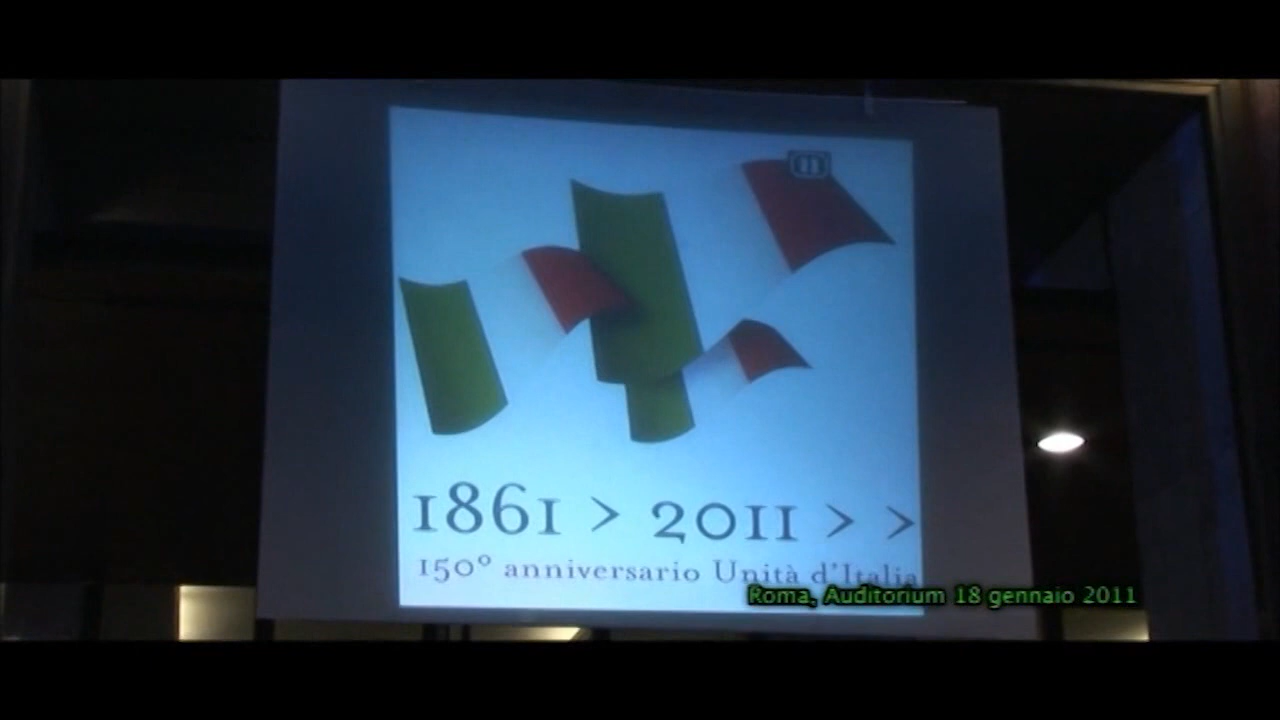 1861 > 2011 > >
150° anniversario Unità d'Italia
Roma, Auditorium 18 gennaio 2011